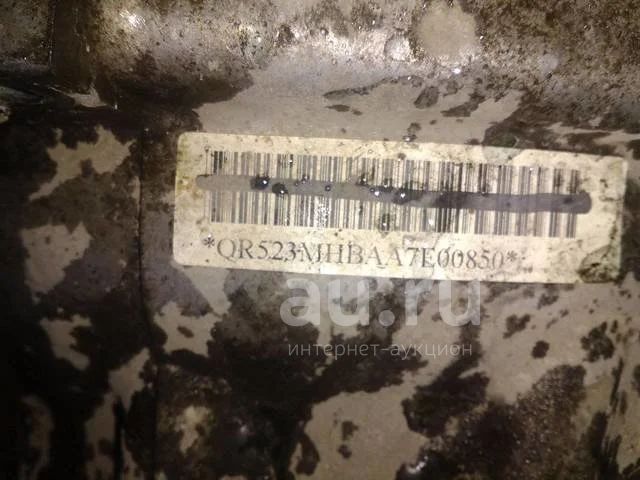 *QR523MHBAA7E00850*
au.ru
интернет-аукцион